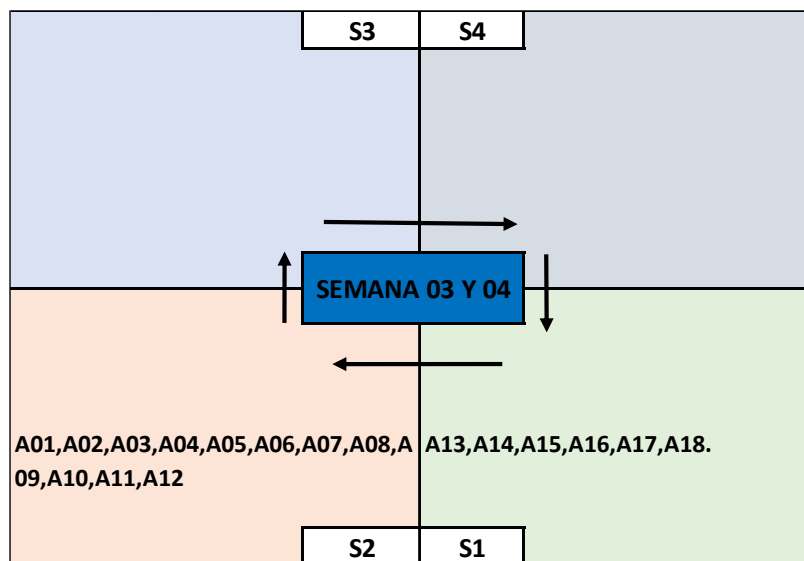 S3 S4
SEMANA 03 Y 04
A01,A02,A03,A04,A05,A06,A07,A08,A
09,A10,A11,A12
A13,A14,A15,A16,A17,A18.
S2 S1